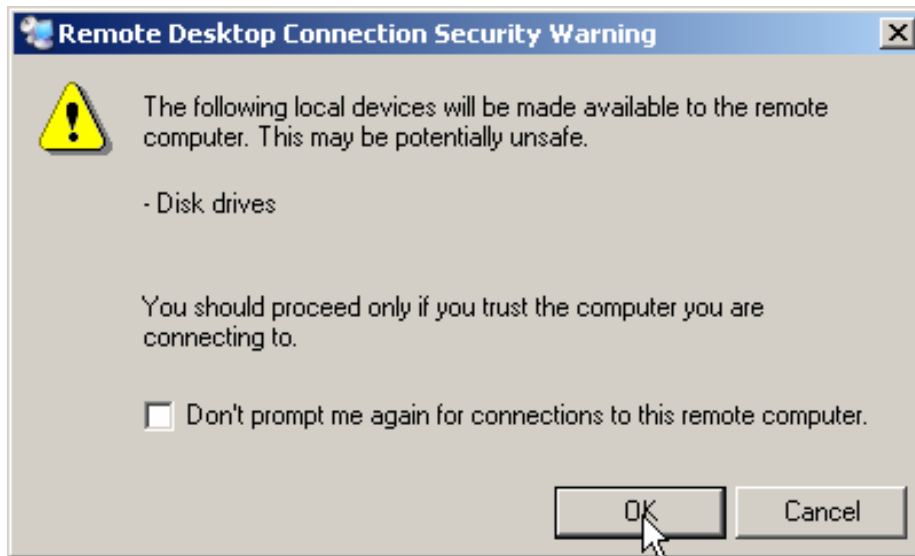 Remote Desktop Connection Security Warning
The following local devices will be made available to the remote
computer. This may be potentially unsafe.
- Disk drives
You should proceed only if you trust the computer you are
connecting to.
Don't prompt me again for connections to this remote computer.
OK
Cancel